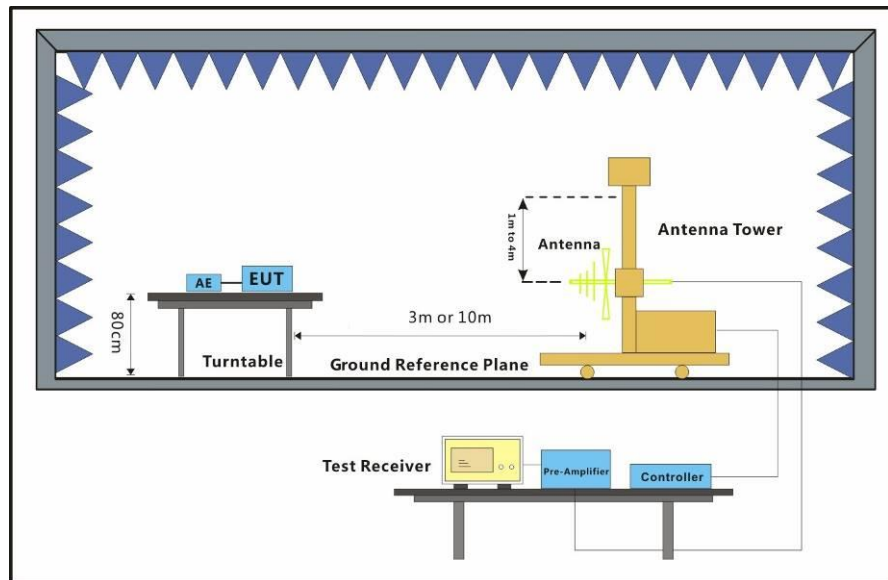 1m to 4m
Antenna
Antenna Tower
AE
EUT
80cm
3m or 10m
Turntable
Ground Reference Plane
Test Receiver
Pre-Amplifier
Controller